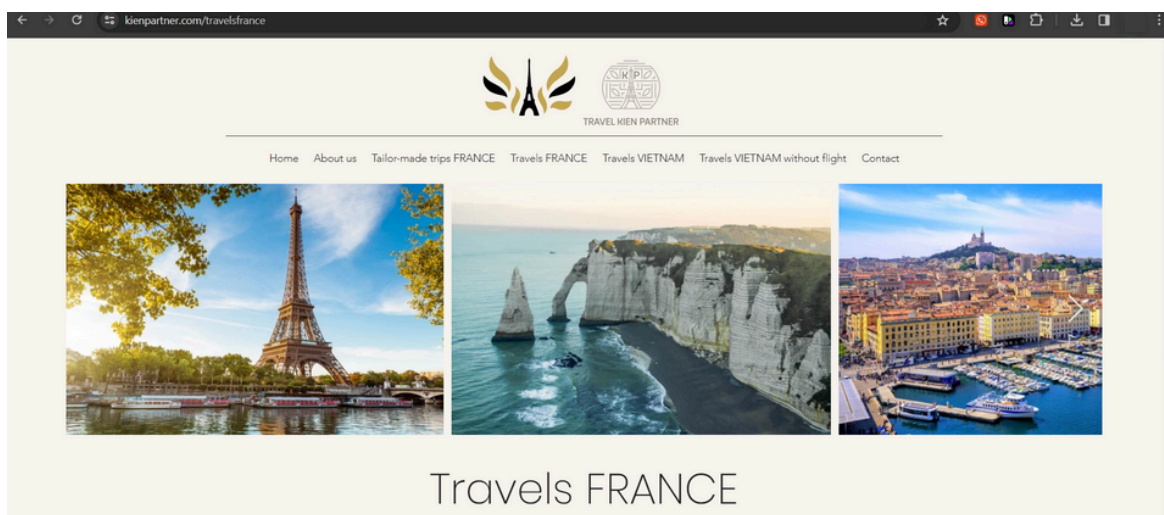 kienpartner.com/travelsfrance
K P
TRAVEL KIEN PARTNER
Home About us Tailor-made trips FRANCE Travels FRANCE Travels VIETNAM Travels VIETNAM without flight Contact
Travels FRANCE